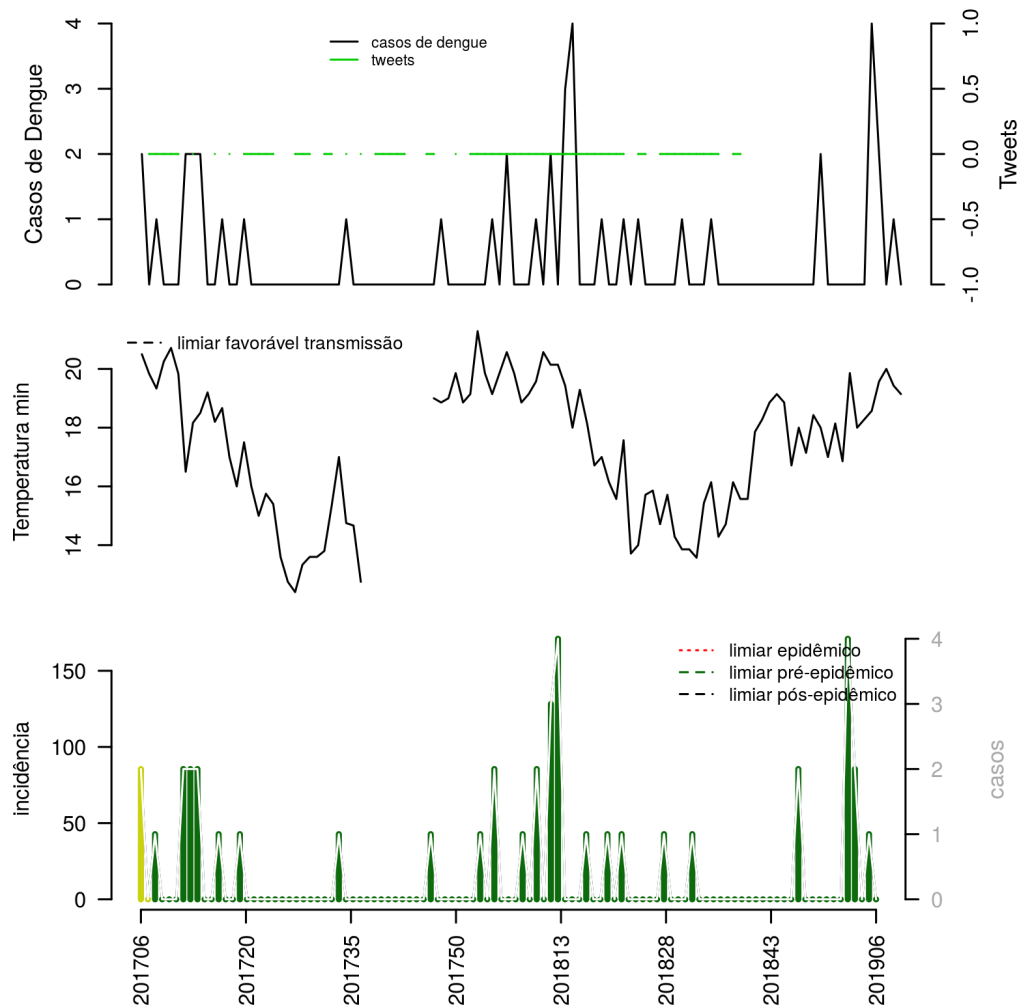 casos de dengue
tweets
Casos de Dengue
0
1
2
3
4
Tweets
-1.0
-0.5
0.0
0.5
1.0
limiar favorável transmissão
Temperatura min
14
16
18
20
limiar epidêmico
limiar pré-epidêmico
limiar pós-epidêmico
incidência
0
50
100
150
casos
0
1
2
3
4
201706
201720
201735
201750
201813
201828
201843
201906